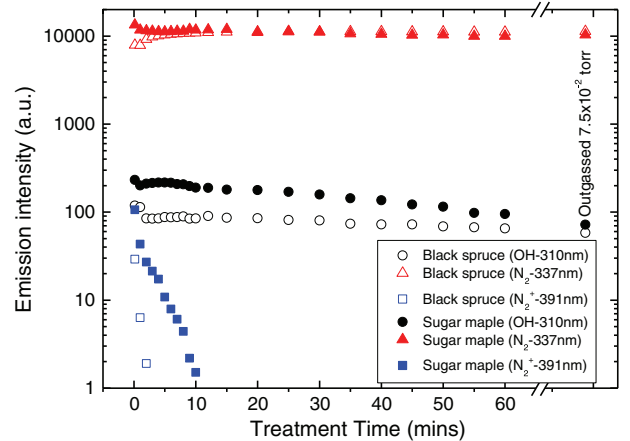 Emission intensity (a.u.)
10000
1000
100
10
1
Outgassed 7.5x10⁻² torr
Black spruce (OH-310nm)
Black spruce (N₂-337nm)
Black spruce (N₂⁺-391nm)
Sugar maple (OH-310nm)
Sugar maple (N₂-337nm)
Sugar maple (N₂⁺-391nm)
0 10 20 30 40 50 60
Treatment Time (mins)